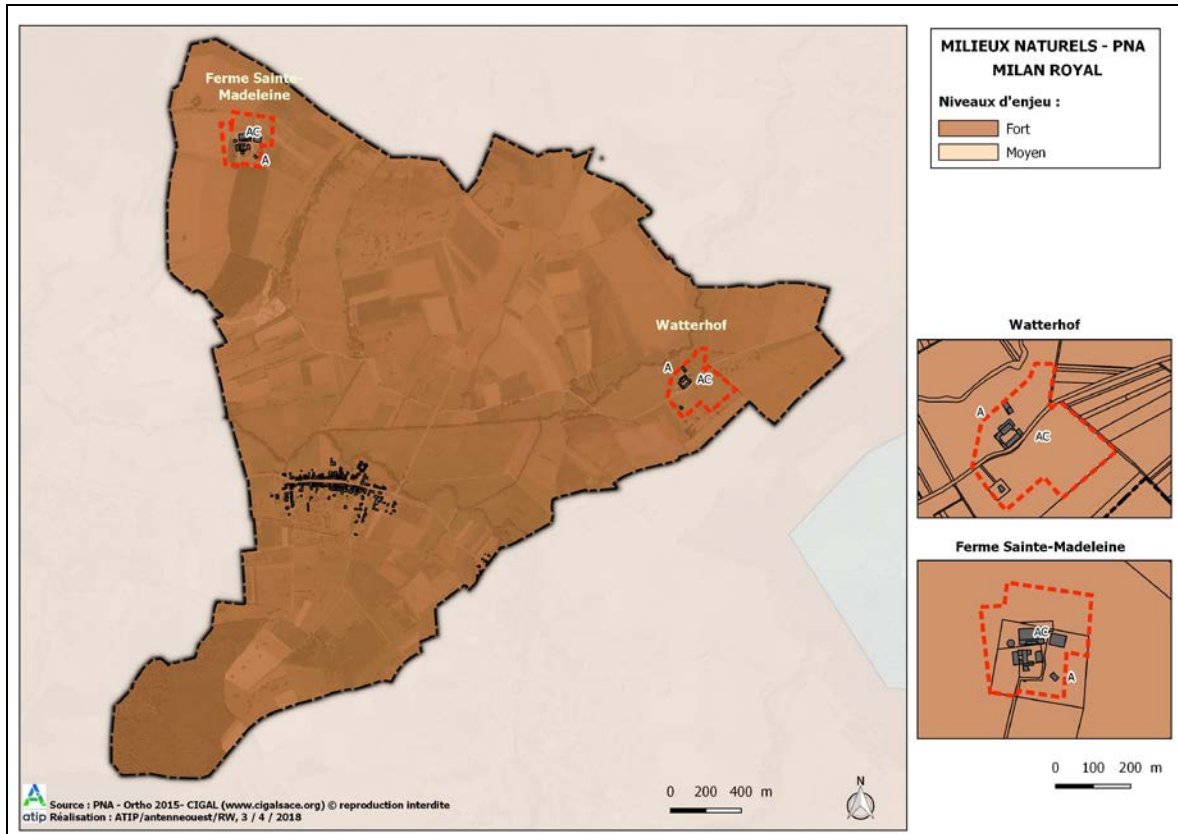 MILIEUX NATURELS - PNA
MILAN ROYAL
Niveaux d'enjeu :
Fort
Moyen
Ferme Sainte-
Madeleine
AC
A
Watterhof
A
AC
Watterhof
A
AC
Ferme Sainte-Madeleine
AC
A
0 100 200 m
0 200 400 m
N
atip
Source : PNA - Ortho 2015- CIGAL (www.cigalsace.org) © reproduction interdite
Réalisation : ATIP/antenneouest/RW, 3 / 4 / 2018